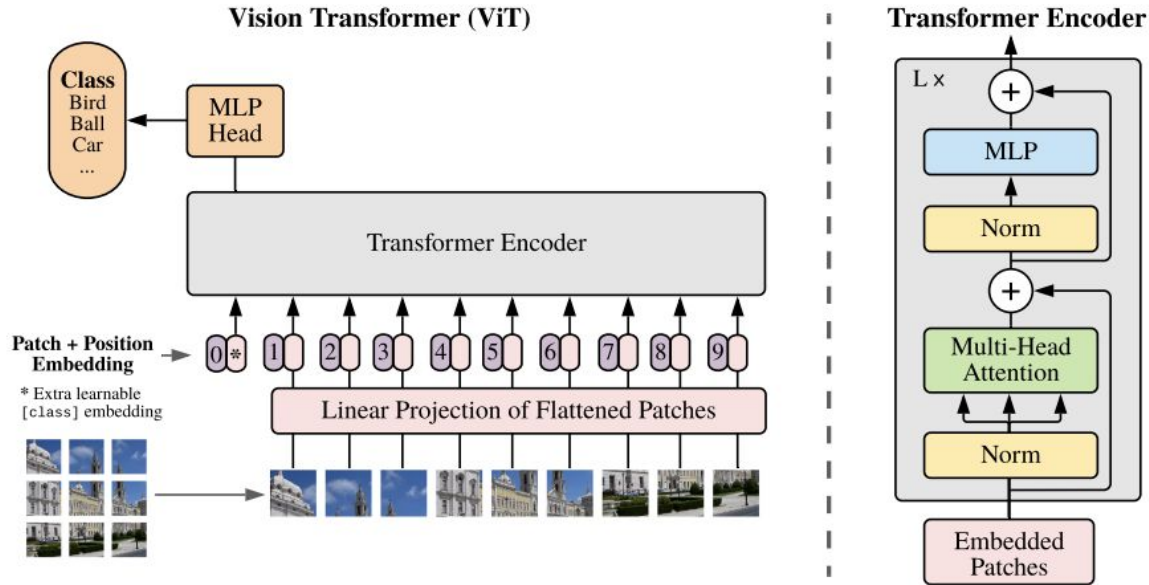 Vision Transformer (ViT)
Class
Bird
Ball
Car
...
MLP
Head
Transformer Encoder
Patch + Position
Embedding
0 * 1 2 3 4 5 6 7 8 9
* Extra learnable
[class] embedding
Linear Projection of Flattened Patches
Transformer Encoder
L ×
+
MLP
Norm
+
Multi-Head
Attention
Norm
Embedded
Patches